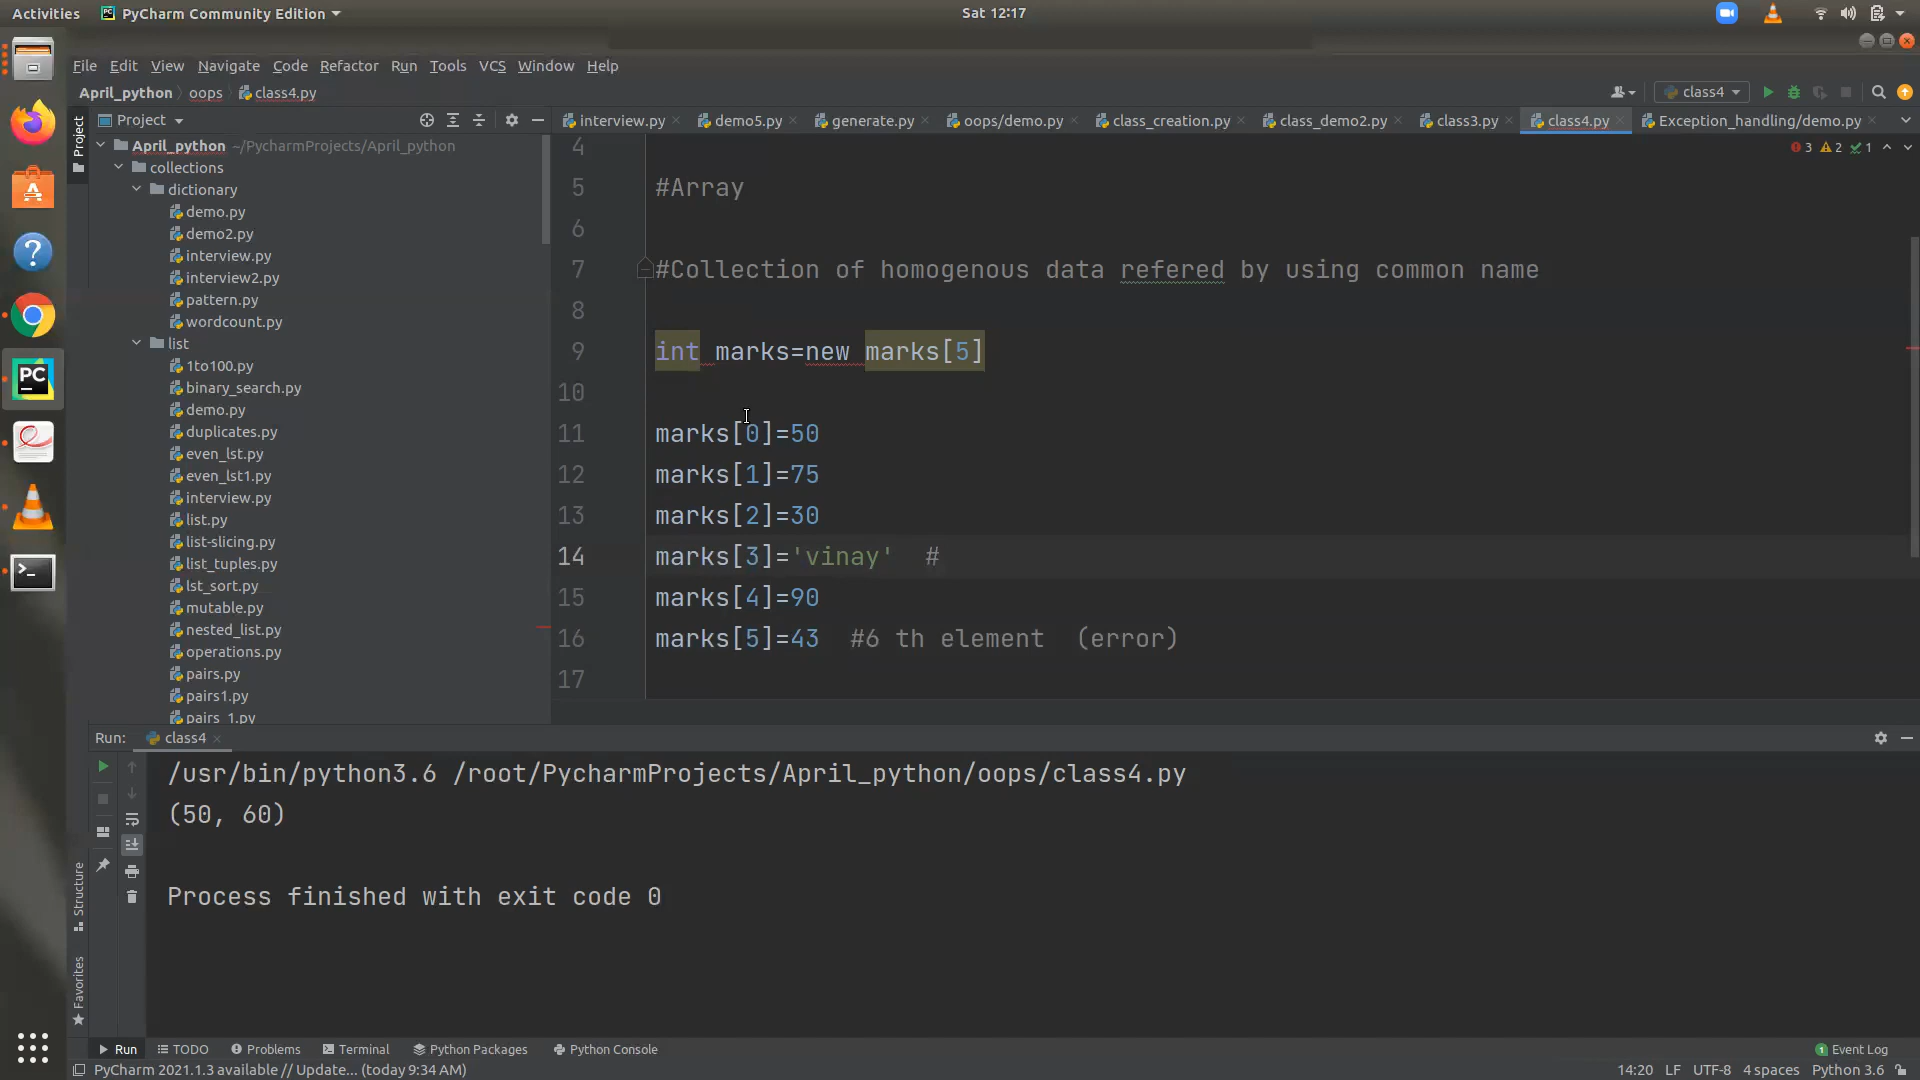 Activities PyCharm Community Edition Sat 12:17
File Edit View Navigate Code Refactor Run Tools VCS Window Help
April_python oops class4.py class4
Project interview.py demo5.py generate.py oops/demo.py class_creation.py class_demo2.py class3.py class4.py Exception_handling/demo.py
Project
April_python ~/PycharmProjects/April_python
collections
dictionary
demo.py
demo2.py
interview.py
interview2.py
pattern.py
wordcount.py
list
1to100.py
binary_search.py
demo.py
duplicates.py
even_lst.py
even_lst1.py
interview.py
list.py
list-slicing.py
list_tuples.py
lst_sort.py
mutable.py
nested_list.py
operations.py
pairs.py
pairs1.py
pairs_1.py
3 2 1
4
5 #Array
6
7 #Collection of homogenous data refered by using common name
8
9 int marks=new marks[5]
10
11 marks[0]=50
12 marks[1]=75
13 marks[2]=30
14 marks[3]='vinay' #
15 marks[4]=90
16 marks[5]=43 #6 th element (error)
17
Run: class4
/usr/bin/python3.6 /root/PycharmProjects/April_python/oops/class4.py
(50, 60)
Process finished with exit code 0
Structure
Favorites
Run TODO Problems Terminal Python Packages Python Console 1 Event Log
PyCharm 2021.1.3 available // Update... (today 9:34 AM) 14:20 LF UTF-8 4 spaces Python 3.6
PC